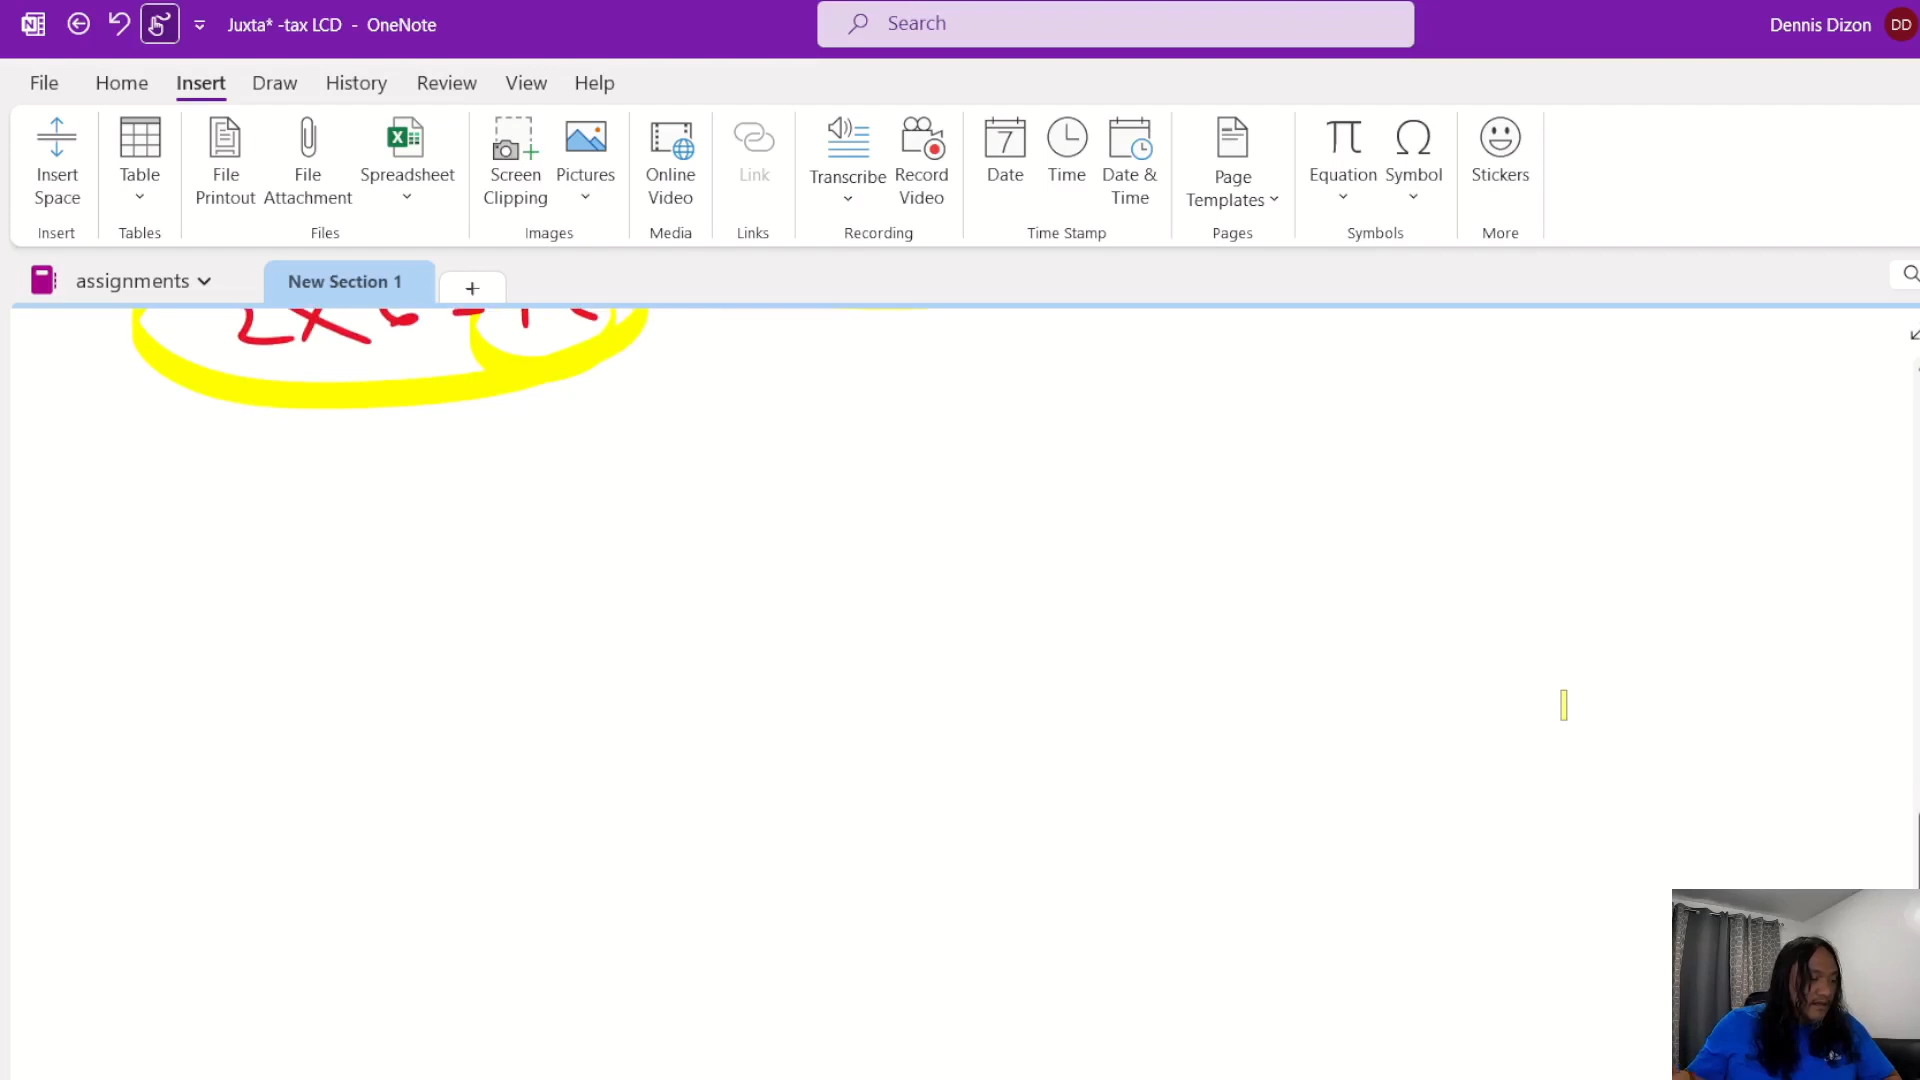 Juxta* -tax LCD - OneNote
Search
Dennis Dizon
DD
File Home Insert Draw History Review View Help
Insert Space
Table
File Printout
File Attachment
Spreadsheet
Screen Clipping
Pictures
Online Video
Link
Transcribe
Record Video
7
Date
Time
Date & Time
Page Templates
Equation
Symbol
Stickers
Insert Tables Files Images Media Links Recording Time Stamp Pages Symbols More
assignments
New Section 1
+
2x